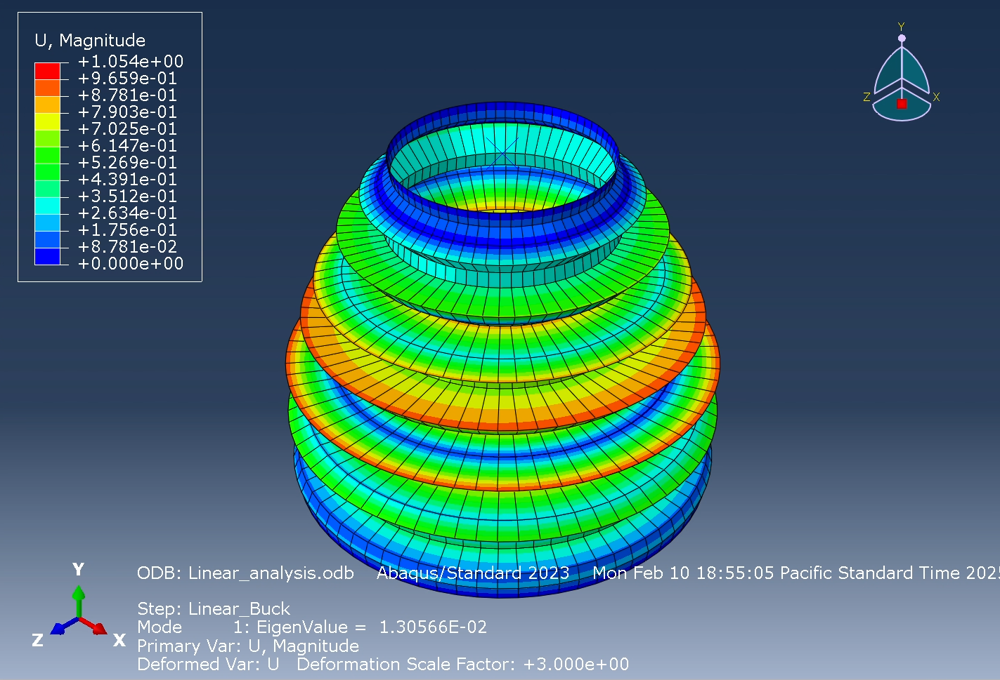 U, Magnitude
+1.054e+00
+9.659e-01
+8.781e-01
+7.903e-01
+7.025e-01
+6.147e-01
+5.269e-01
+4.391e-01
+3.512e-01
+2.634e-01
+1.756e-01
+8.781e-02
+0.000e+00
Y
Z X
Y
Z X
ODB: Linear_analysis.odb Abaqus/Standard 2023 Mon Feb 10 18:55:05 Pacific Standard Time 2025
Step: Linear_Buck
Mode 1: EigenValue = 1.30566E-02
Primary Var: U, Magnitude
Deformed Var: U Deformation Scale Factor: +3.000e+00